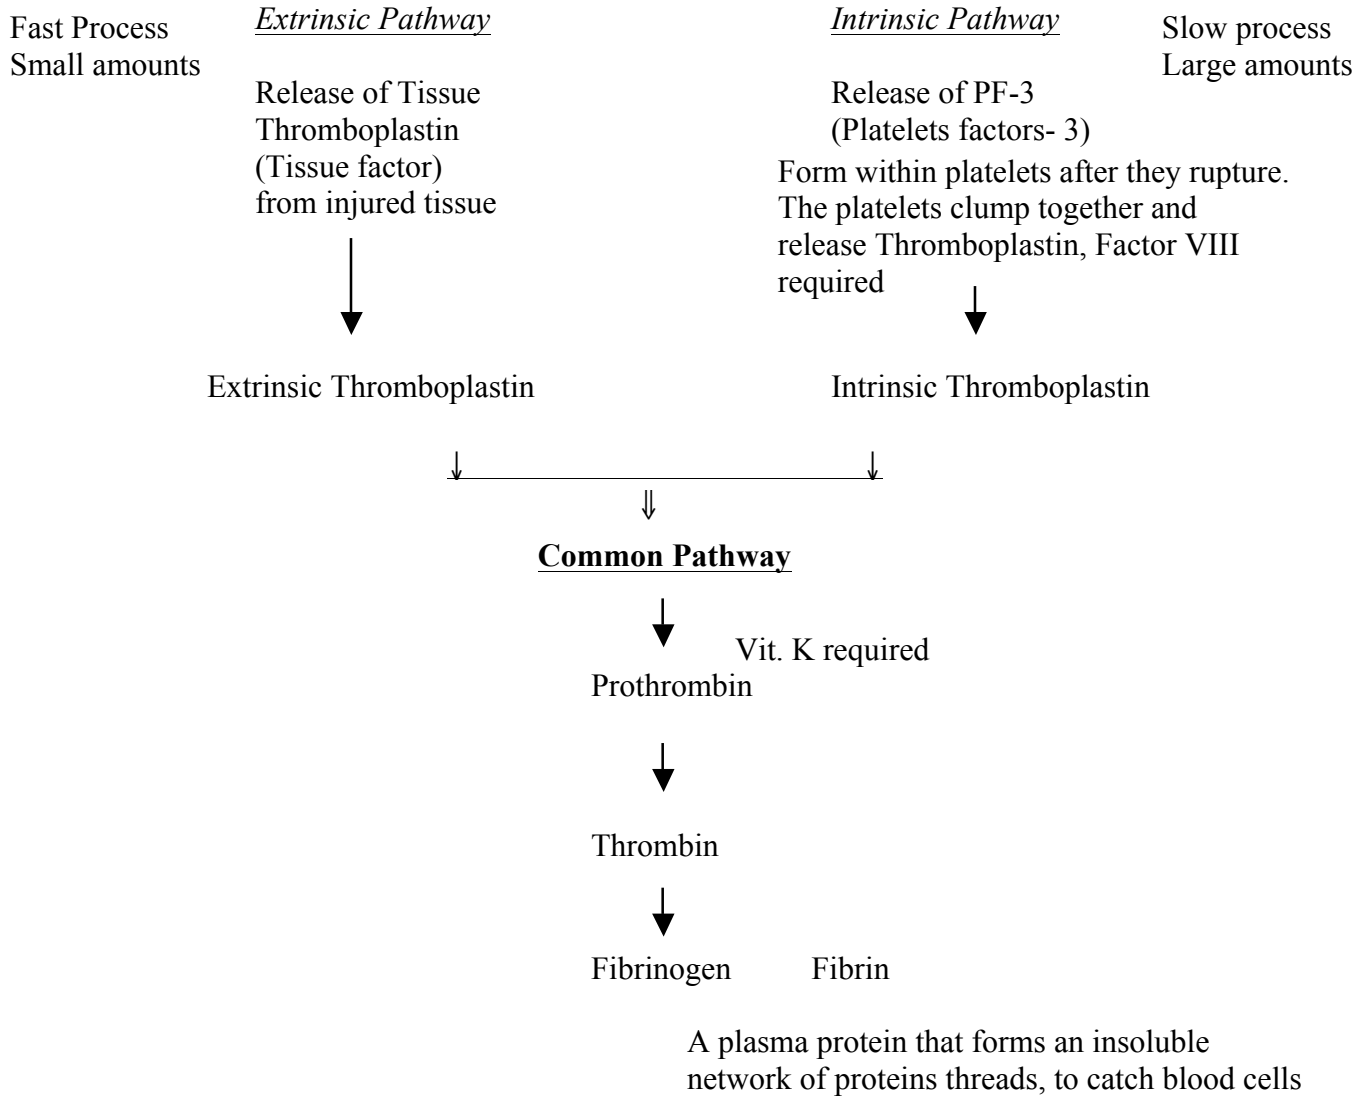 Fast Process
Small amounts
Extrinsic Pathway
Release of Tissue
Thromboplastin
(Tissue factor)
from injured tissue
Intrinsic Pathway
Slow process
Large amounts
Release of PF-3
(Platelets factors- 3)
Form within platelets after they rupture.
The platelets clump together and
release Thromboplastin, Factor VIII
required
Extrinsic Thromboplastin
Intrinsic Thromboplastin
Common Pathway
Vit. K required
Prothrombin
Thrombin
Fibrinogen Fibrin
A plasma protein that forms an insoluble
network of proteins threads, to catch blood cells